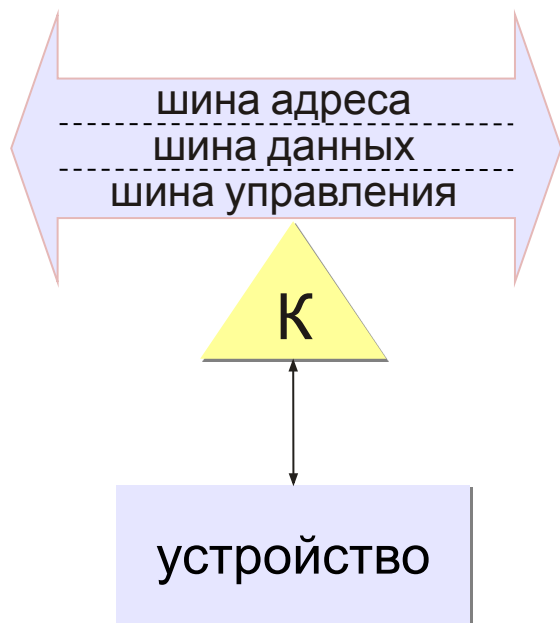 шина адреса
шина данных
шина управления
К
устройство